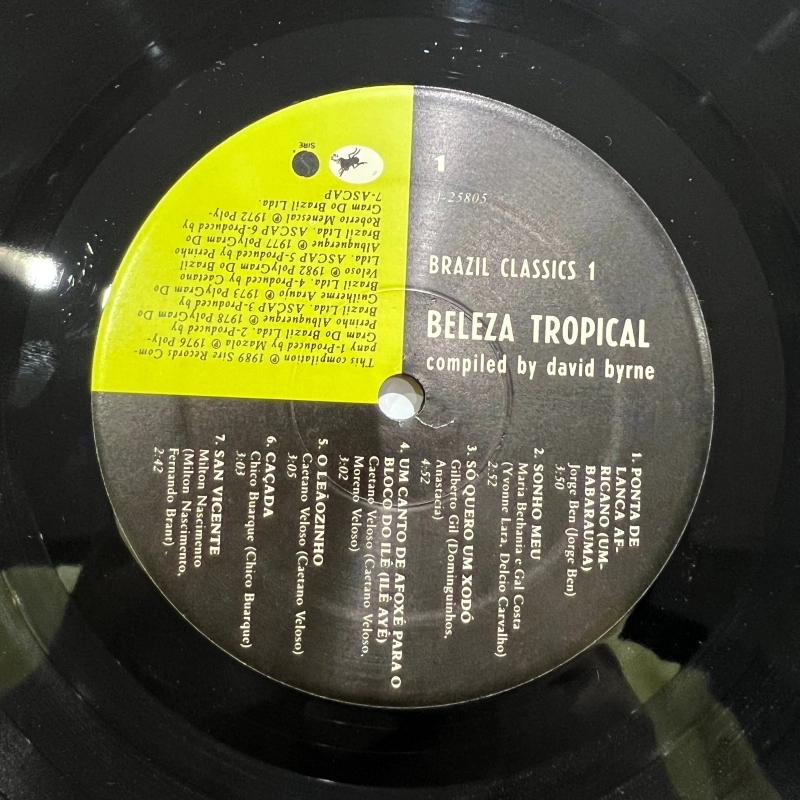 1
1-25805
BRAZIL CLASSICS 1
BELEZA TROPICAL
compiled by david byrne
1. PONTA DE
LANCA AF-
RICANO (UM-
BABARAUMA)
Jorge Ben (Jorge Ben)
3:50
2. SONHO MEU
Maria Bethania e Gal Costa
(Yvonne Lara, Delcio Carvalho)
2:52
3. SÓ QUERO UM XODÓ
Gilberto Gil (Dominguinhos,
Anastacia)
4:52
4. UM CANTO DE AFOXÉ PARA O
BLOCO DO ILÊ (ILÊ AYÉ)
Caetano Veloso (Caetano Veloso,
Moreno Veloso)
3:02
5. O LEÃOZINHO
Caetano Veloso (Caetano Veloso)
3:05
6. CAÇADA
Chico Buarque (Chico Buarque)
3:03
7. SAN VICENTE
Milton Nascimento
(Milton Nascimento,
Fernando Brant)
2:42
This compilation ℗ 1989 Sire Records Com-
pany 1-Produced by Mazola ℗ 1976 Poly-
Gram Do Brazil Ltda. 2-Produced by
Perinho Albuquerque ℗ 1978 PolyGram Do
Brazil Ltda. ASCAP 3-Produced by
Guilherme Araujo ℗ 1973 PolyGram Do
Brazil Ltda. 4-Produced by Caetano
Veloso ℗ 1982 PolyGram Do Brazil
Ltda. ASCAP 5-Produced by Perinho
Albuquerque ℗ 1977 PolyGram Do
Brazil Ltda. ASCAP 6-Produced by
Roberto Menescal ℗ 1972 Poly-
Gram Do Brazil Ltda.
7-ASCAP
SIRE